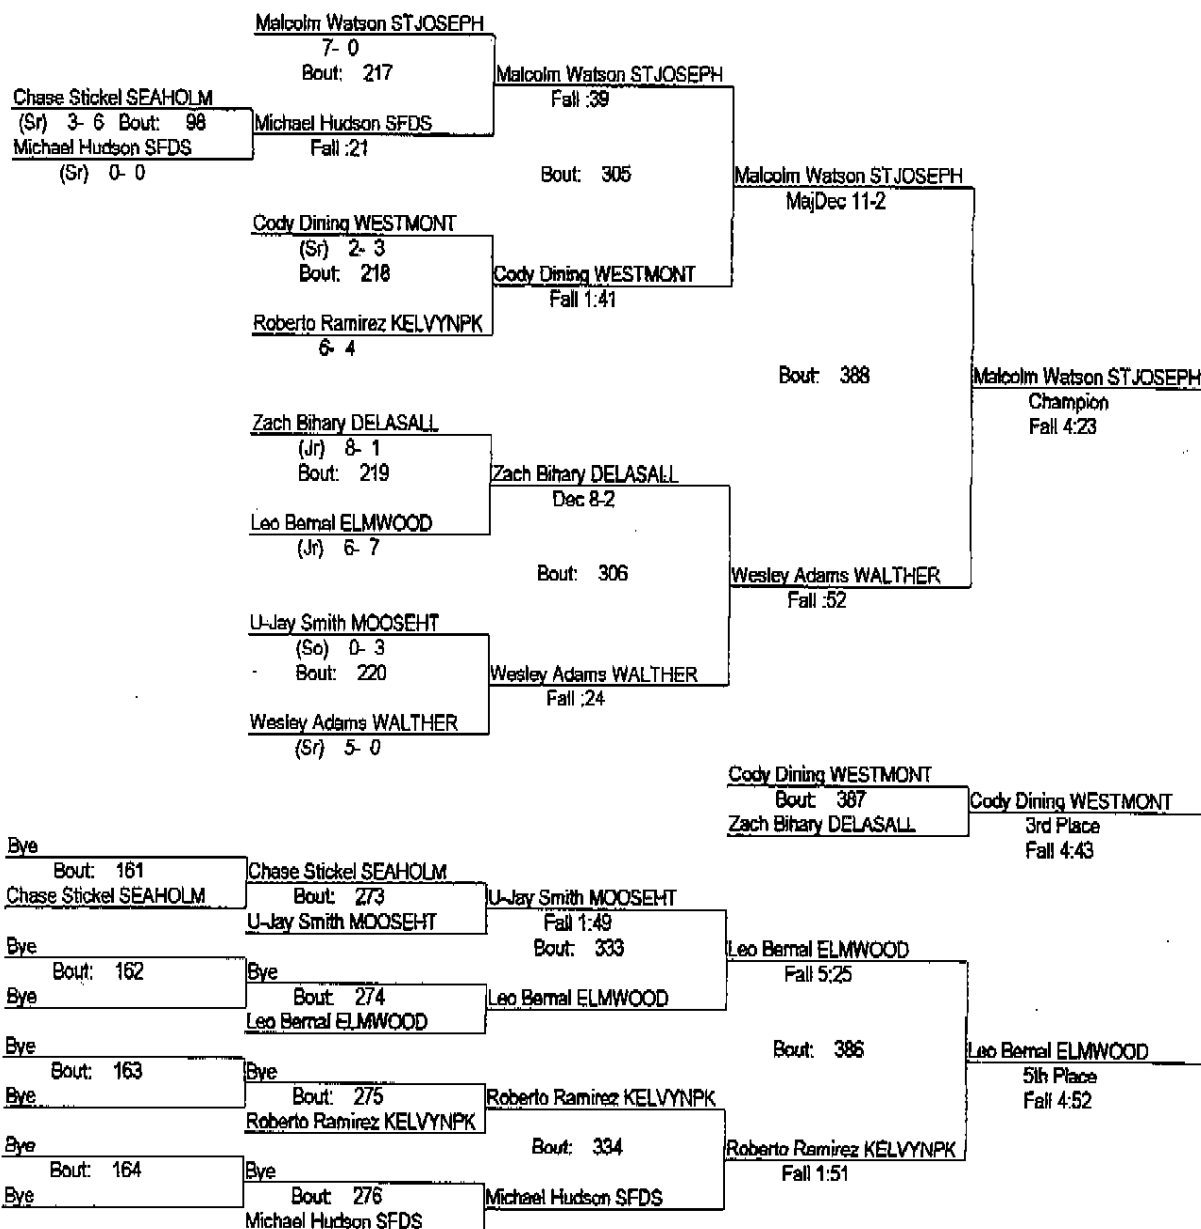 Malcolm Watson STJOSEPH
7- 0
Bout: 217
Malcolm Watson STJOSEPH
Fall :39
Chase Stickel SEAHOLM
(Sr) 3- 6 Bout: 98
Michael Hudson SFDS
Fall :21
Michael Hudson SFDS
(Sr) 0- 0
Bout: 305
Malcolm Watson STJOSEPH
MajDec 11-2
Cody Dining WESTMONT
(Sr) 2- 3
Bout: 218
Cody Dining WESTMONT
Fall 1:41
Roberto Ramirez KELVYNPK
6- 4
Bout: 388
Malcolm Watson STJOSEPH
Champion
Fall 4:23
Zach Bihary DELASALL
(Jr) 8- 1
Bout: 219
Zach Bihary DELASALL
Dec 8-2
Leo Bernal ELMWOOD
(Jr) 6- 7
Bout: 306
Wesley Adams WALTHER
Fall :52
U-Jay Smith MOOSEHT
(So) 0- 3
Bout: 220
Wesley Adams WALTHER
Fall :24
Wesley Adams WALTHER
(Sr) 5- 0
Cody Dining WESTMONT
Bout: 387
Cody Dining WESTMONT
Zach Bihary DELASALL
3rd Place
Fall 4:43
Bye
Bout: 161
Chase Stickel SEAHOLM
Chase Stickel SEAHOLM
Bout: 273
U-Jay Smith MOOSEHT
U-Jay Smith MOOSEHT
Fall 1:49
Bye
Bout: 333
Leo Bernal ELMWOOD
Fall 5:25
Bout: 162
Bye
Bye
Bout: 274
Leo Bernal ELMWOOD
Leo Bernal ELMWOOD
Bye
Bout: 386
Leo Bernal ELMWOOD
5th Place
Fall 4:52
Bout: 163
Bye
Bye
Bout: 275
Roberto Ramirez KELVYNPK
Roberto Ramirez KELVYNPK
Bye
Bout: 334
Roberto Ramirez KELVYNPK
Fall 1:51
Bout: 164
Bye
Bye
Bout: 276
Michael Hudson SFDS
Michael Hudson SFDS